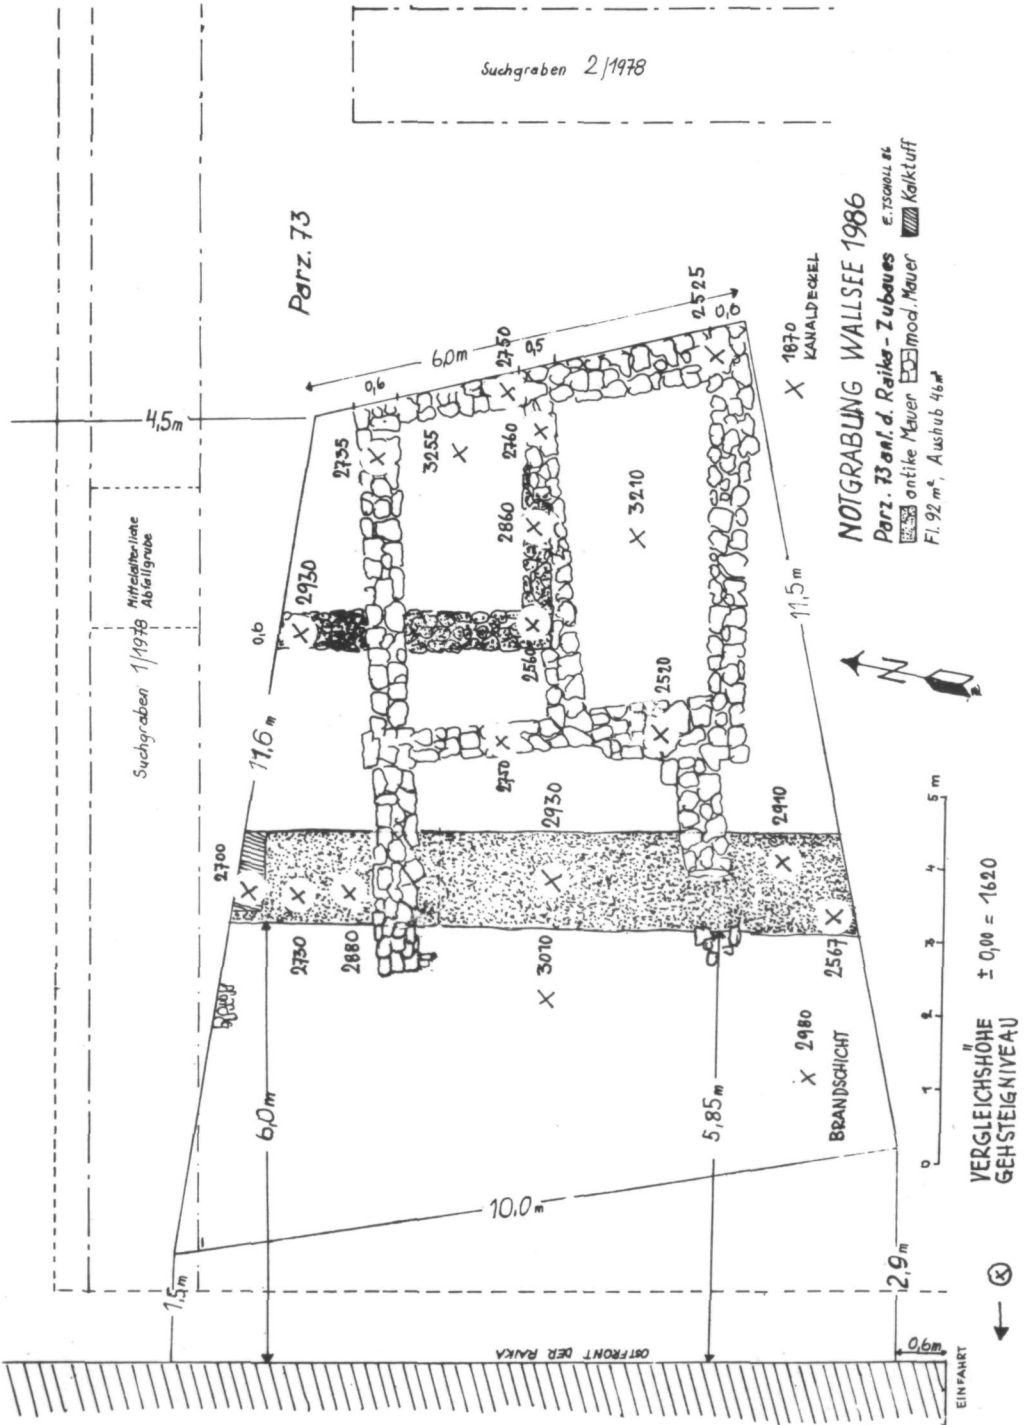 Suchgraben 2/1978
Parz. 73
Suchgraben 1/1978
Mittelalterliche
Abfallgrube
4,5m
6,0m
0,6
2735
3255
2750
0,5
2760
2525
0,0
1870
KANALDECKEL
2860
3210
2930
0,6
2560
2520
11,6 m
11,5 m
2750
2930
2910
2700
2730
2880
3010
2567
2980
BRANDSCHICHT
6,0m
5,85m
10,0m
1,5m
2,9m
0,6m
OSTFRONT DER RAIKA
EINFAHRT
NOTGRABUNG WALLSEE 1986
Parz. 73 anl. d. Raika-Zubaues E. TSCHOLL 86
antike Mauer mod. Mauer Kalktuff
Fl. 92 m², Aushub 46 m³
N
0 1 2 3 4 5 m
VERGLEICHSHÖHE ± 0,00 = 1620
GEHSTEIGNIVEAU